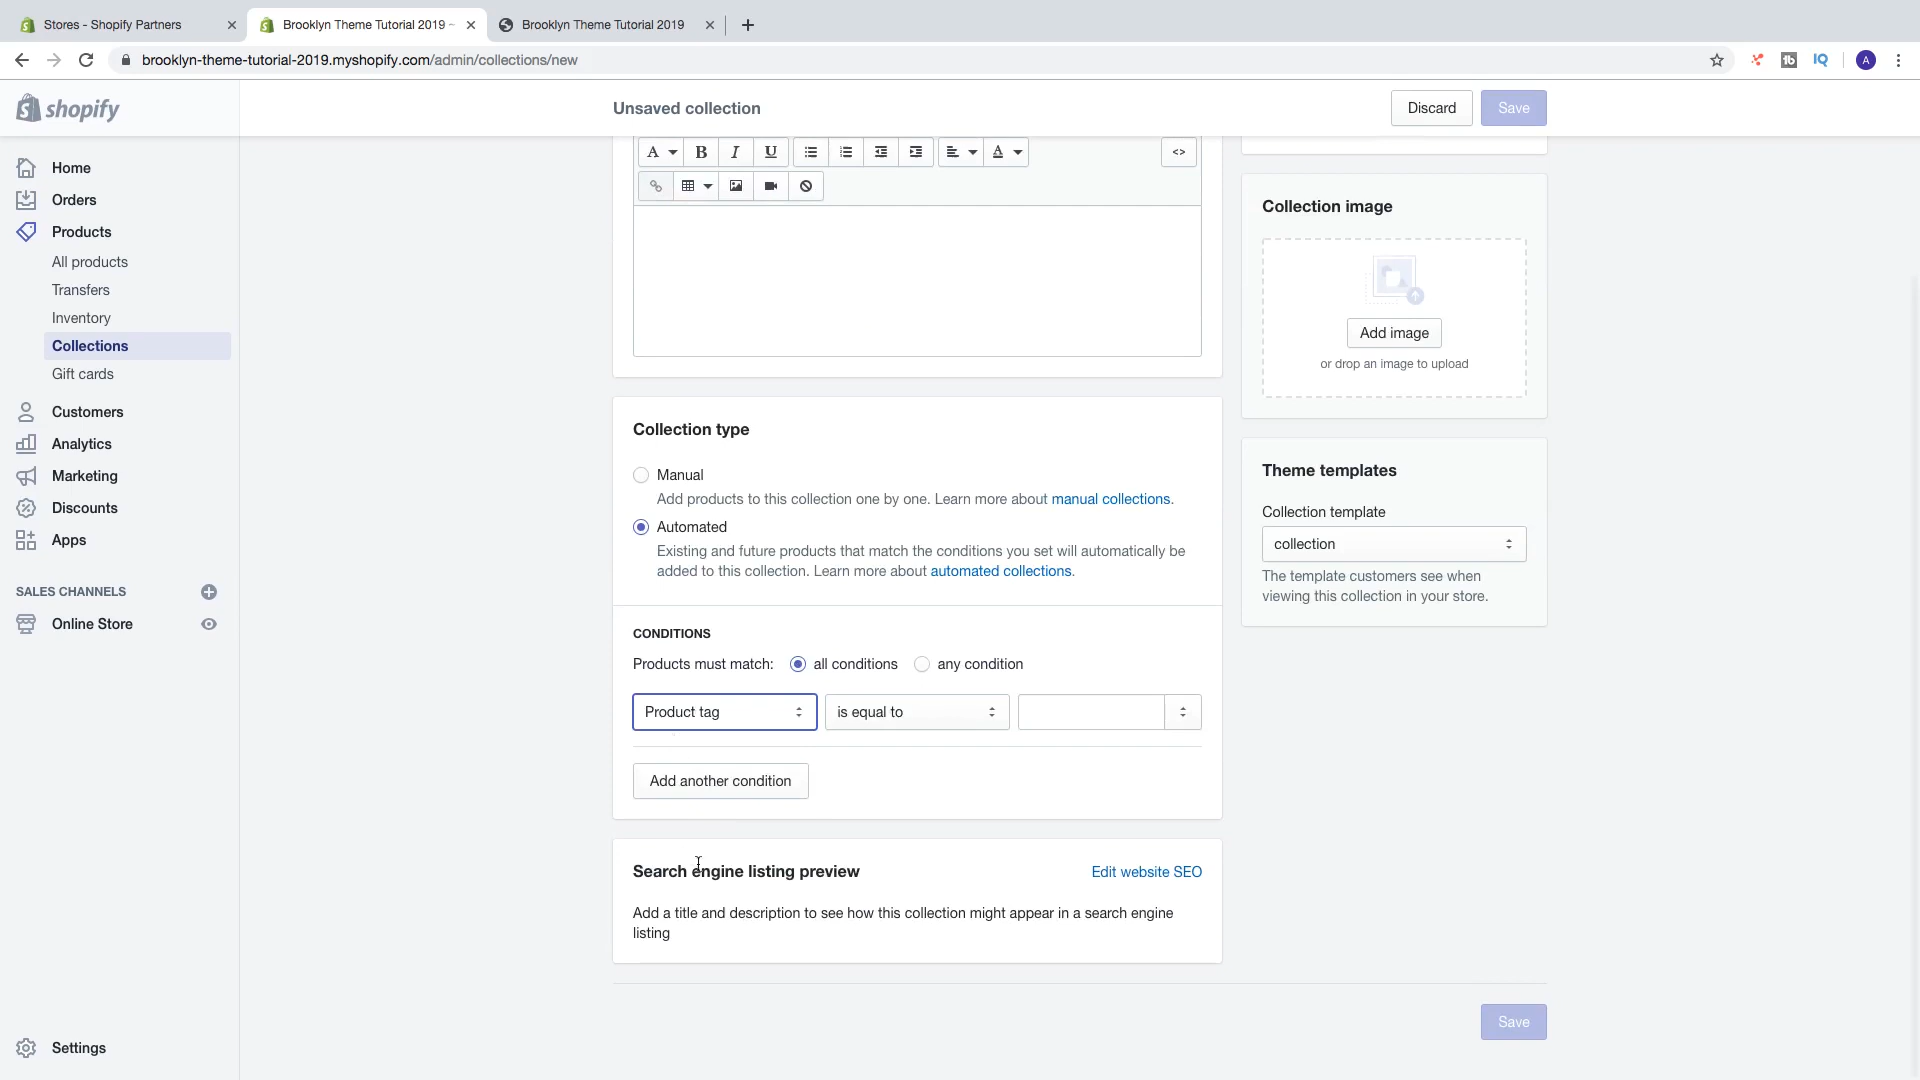 Stores - Shopify Partners
Brooklyn Theme Tutorial 2019 ~
Brooklyn Theme Tutorial 2019
brooklyn-theme-tutorial-2019.myshopify.com/admin/collections/new
A
shopify
Unsaved collection
Discard
Save
Home
Orders
Products
All products
Transfers
Inventory
Collections
Gift cards
Customers
Analytics
Marketing
Discounts
Apps
SALES CHANNELS
Online Store
Settings
A
B
I
U
A
<>
Collection type
Manual
Add products to this collection one by one. Learn more about manual collections.
Automated
Existing and future products that match the conditions you set will automatically be
added to this collection. Learn more about automated collections.
CONDITIONS
Products must match:
all conditions
any condition
Product tag
is equal to
Add another condition
Search engine listing preview
Edit website SEO
Add a title and description to see how this collection might appear in a search engine
listing
Collection image
Add image
or drop an image to upload
Theme templates
Collection template
collection
The template customers see when
viewing this collection in your store.
Save